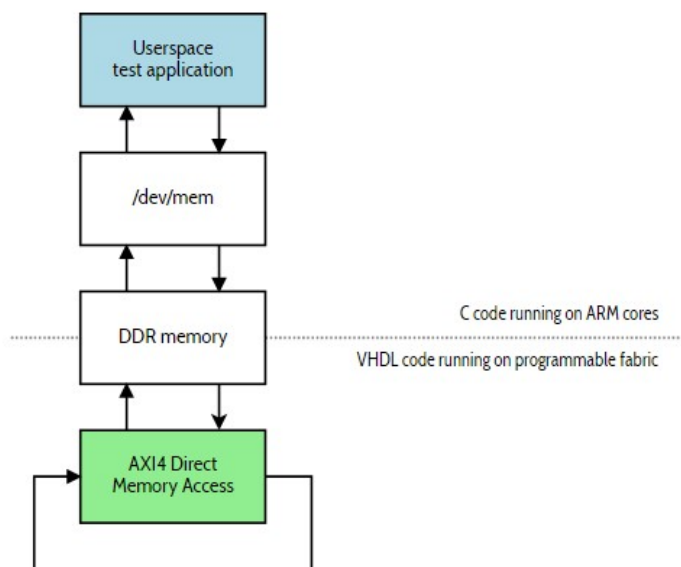 Userspace
test application
/dev/mem
C code running on ARM cores
DDR memory
VHDL code running on programmable fabric
AXI4 Direct
Memory Access